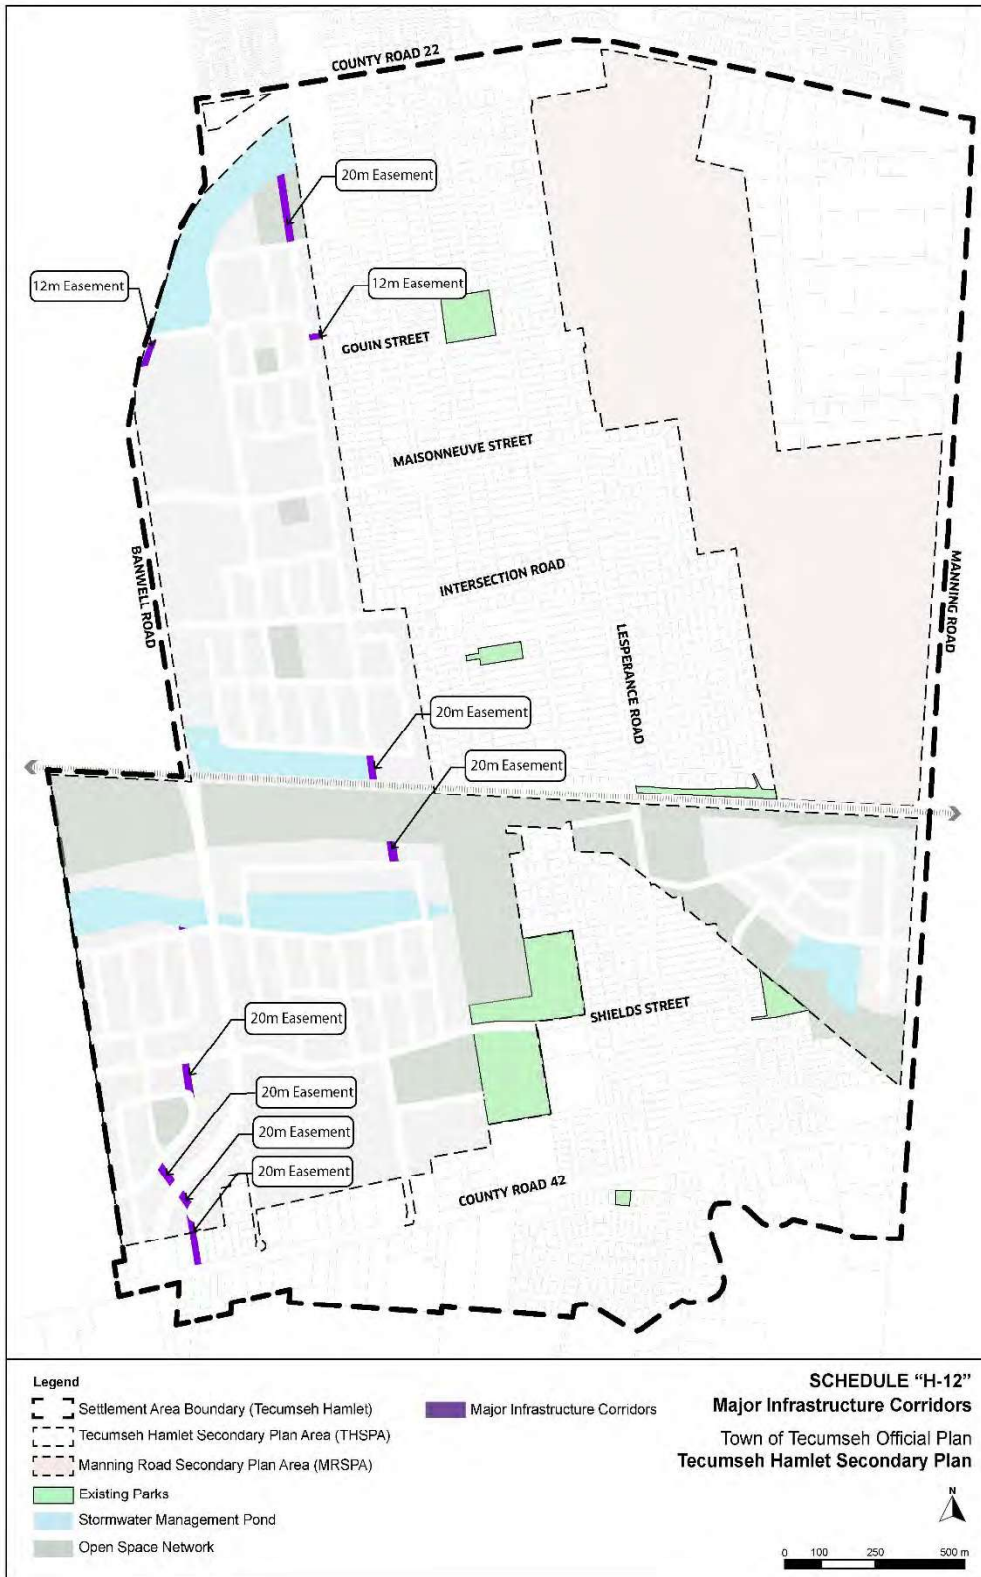 COUNTY ROAD 22
20m Easement
12m Easement
12m Easement
GOUIN STREET
MAISONNEUVE STREET
BANWELL ROAD
INTERSECTION ROAD
MANNING ROAD
LESPERANCE ROAD
20m Easement
20m Easement
SHIELDS STREET
20m Easement
20m Easement
20m Easement
20m Easement
COUNTY ROAD 42
Legend
Settlement Area Boundary (Tecumseh Hamlet)
Tecumseh Hamlet Secondary Plan Area (THSPA)
Manning Road Secondary Plan Area (MRSPA)
Existing Parks
Stormwater Management Pond
Open Space Network
Major Infrastructure Corridors
SCHEDULE “H-12”
Major Infrastructure Corridors
Town of Tecumseh Official Plan
Tecumseh Hamlet Secondary Plan
N
0 100 250 500 m